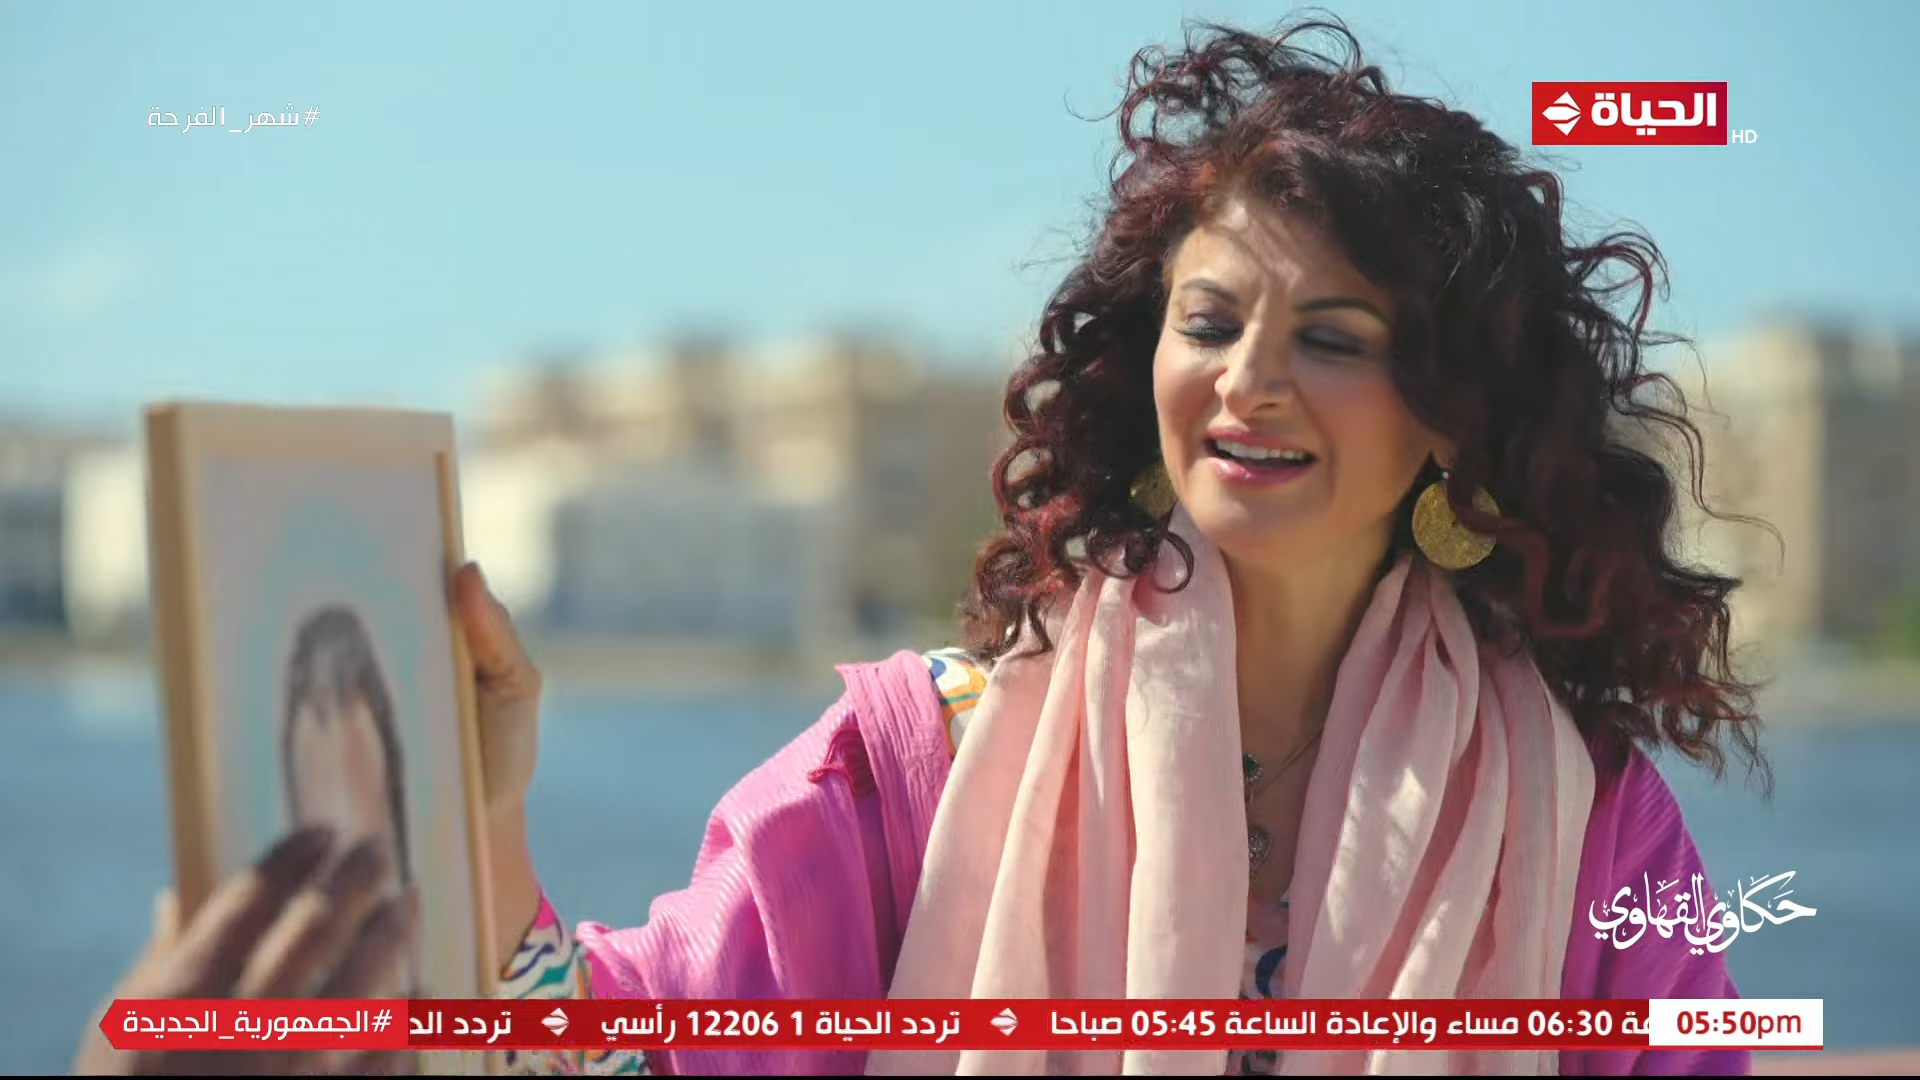 #شهر_الفرحة
الحياة
HD
حكاوي القهاوي
05:50pm
ة 06:30 مساء والإعادة الساعة 05:45 صباحا تردد الحياة 1 12206 رأسي تردد الد
#الجمهورية_الجديدة